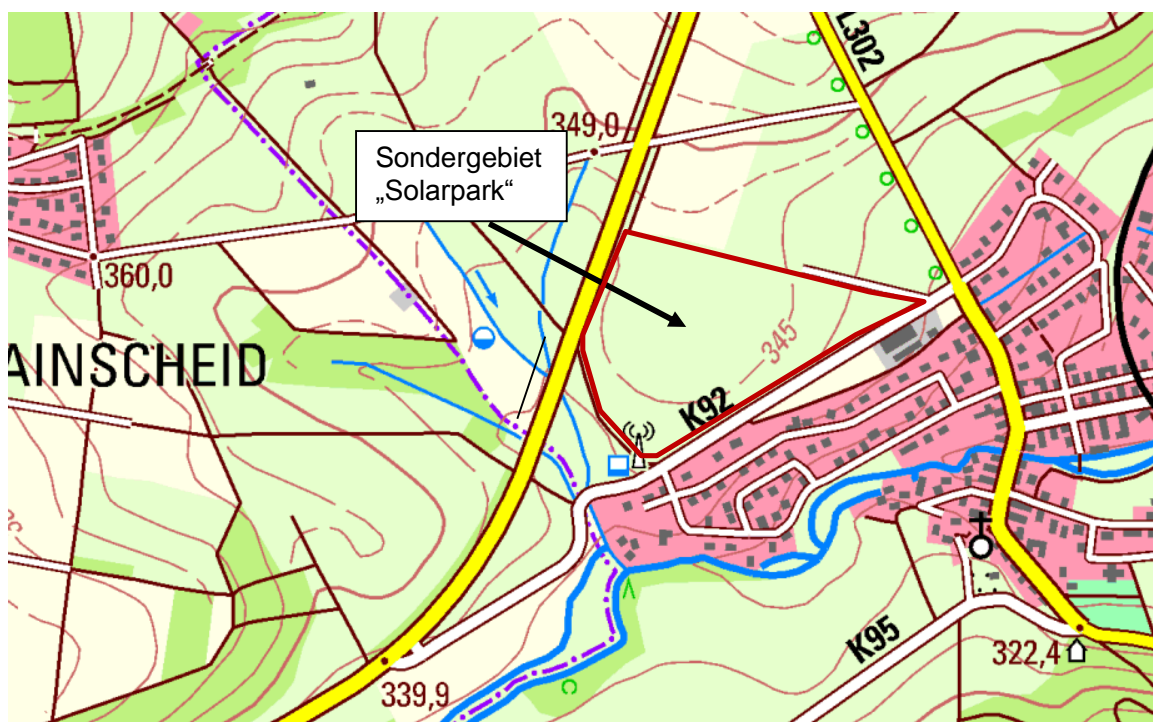 L302
349,0
Sondergebiet
„Solarpark“
360,0
345
AINSCHEID
K92
K95
322,4
339,9